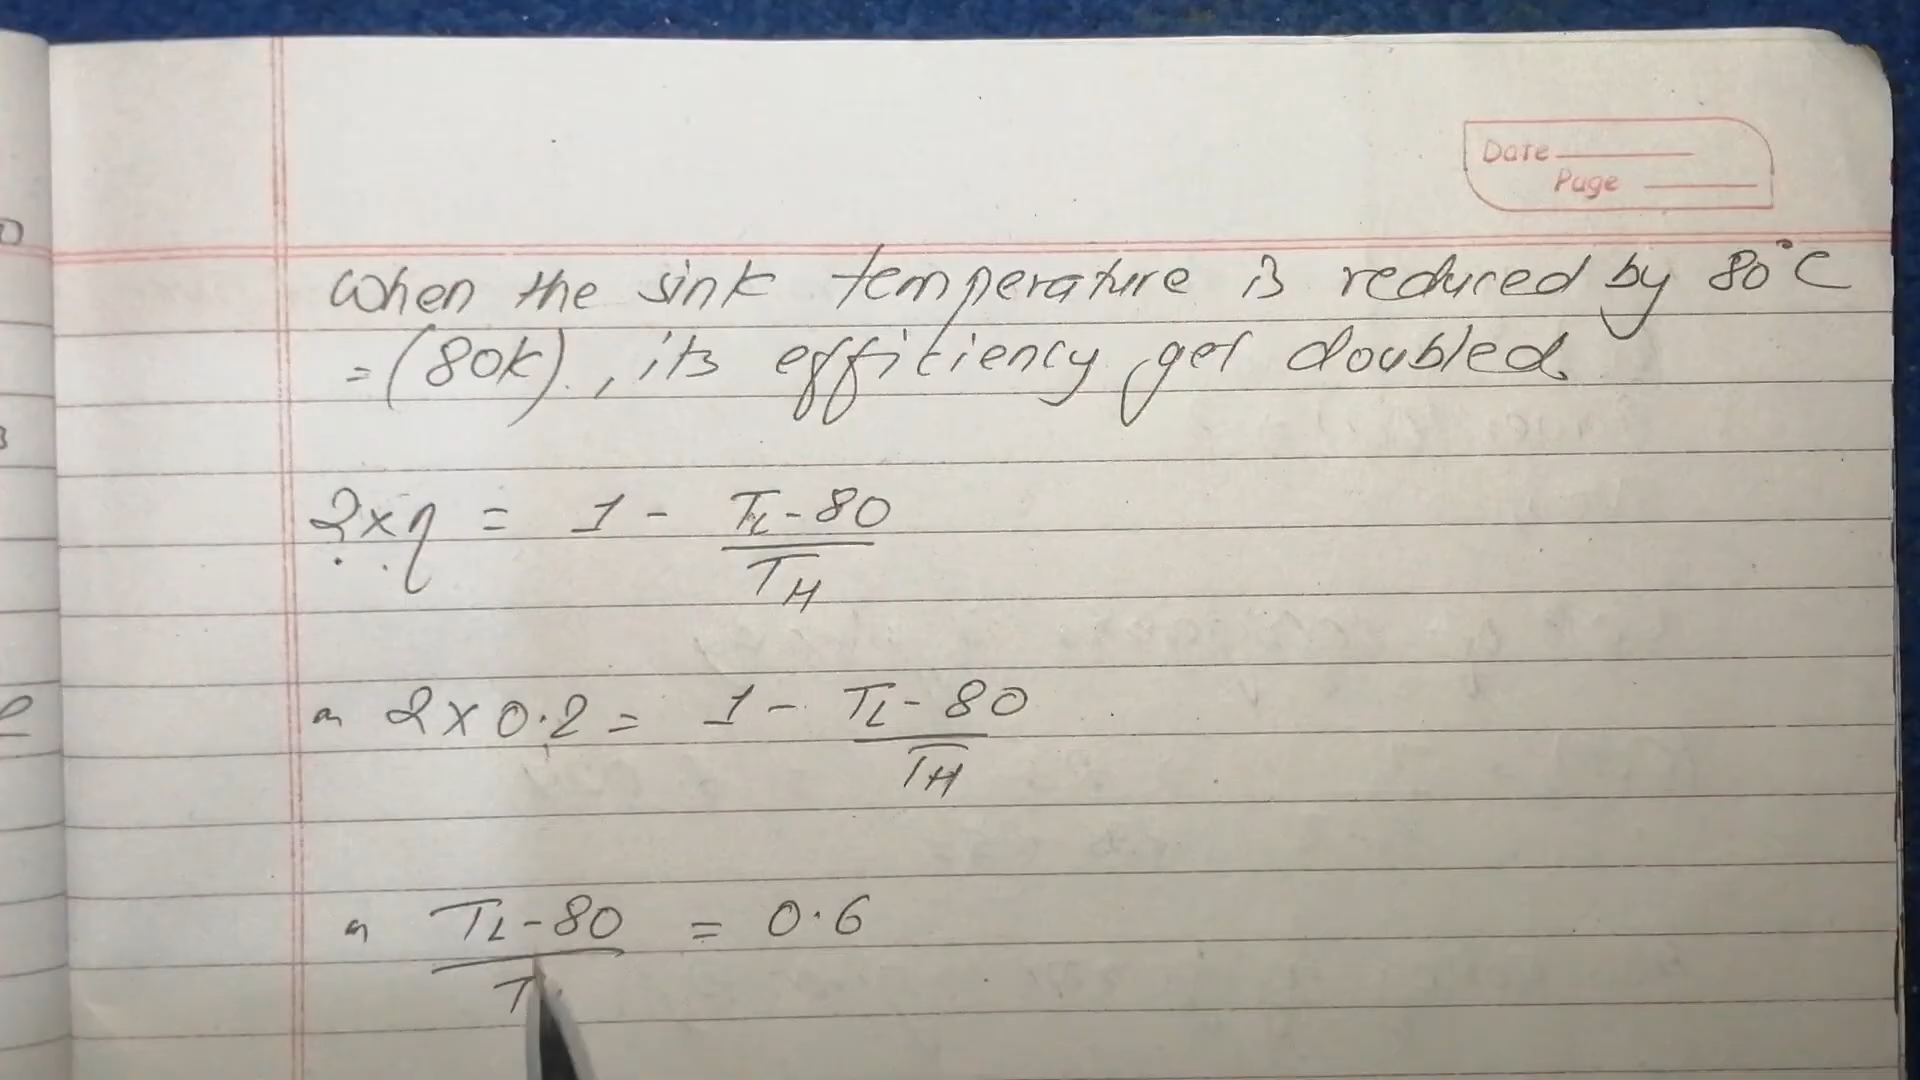 Date
Page
When the sink temperature is reduced by 80°C
= (80K), its efficiency get doubled.
2×η = 1 - TL-80 / TH
2×0.2 = 1 - TL-80 / TH
TL-80 / T = 0.6